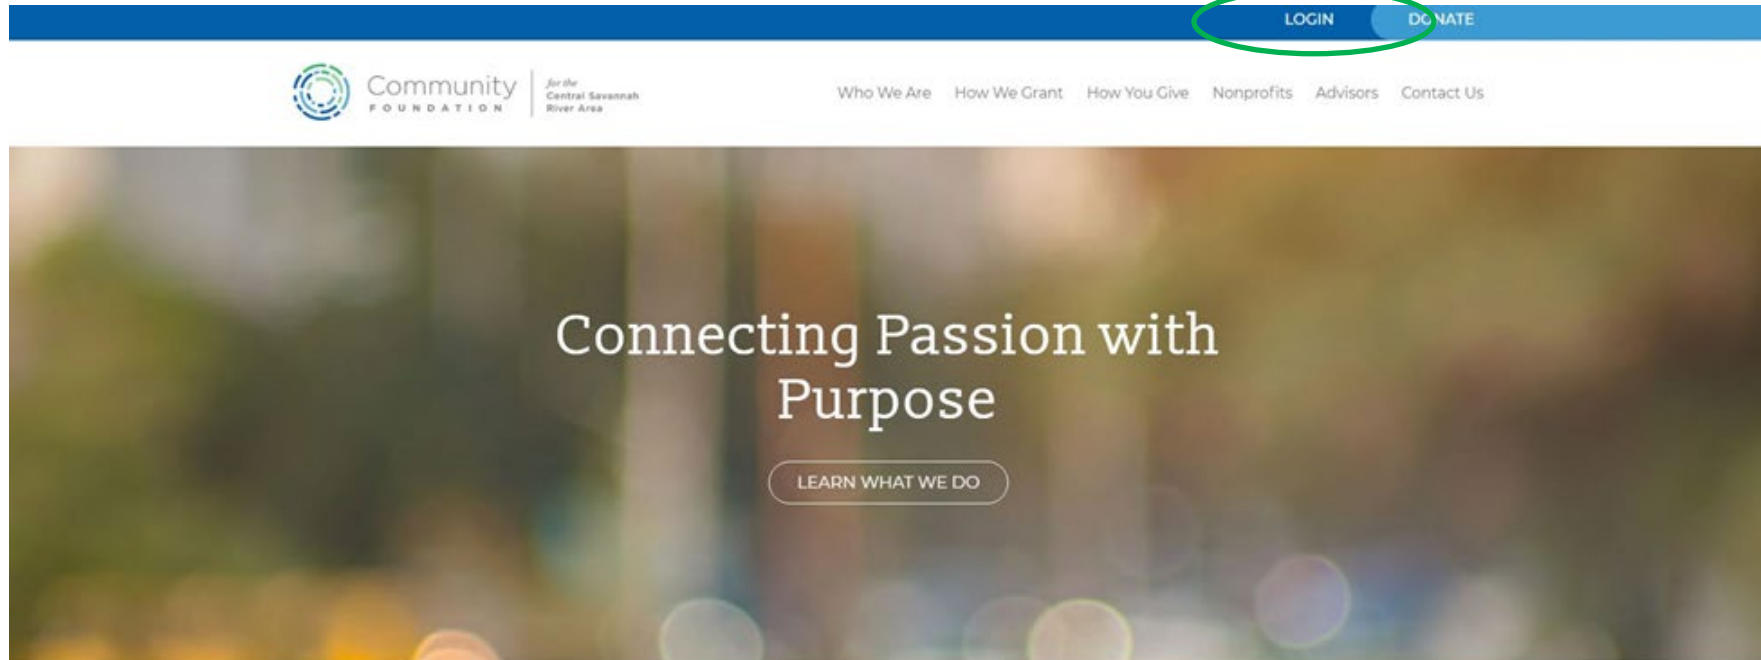 LOGIN DONATE
Community
FOUNDATION
for the
Central Savannah
River Area
Who We Are How We Grant How You Give Nonprofits Advisors Contact Us
Connecting Passion with
Purpose
LEARN WHAT WE DO